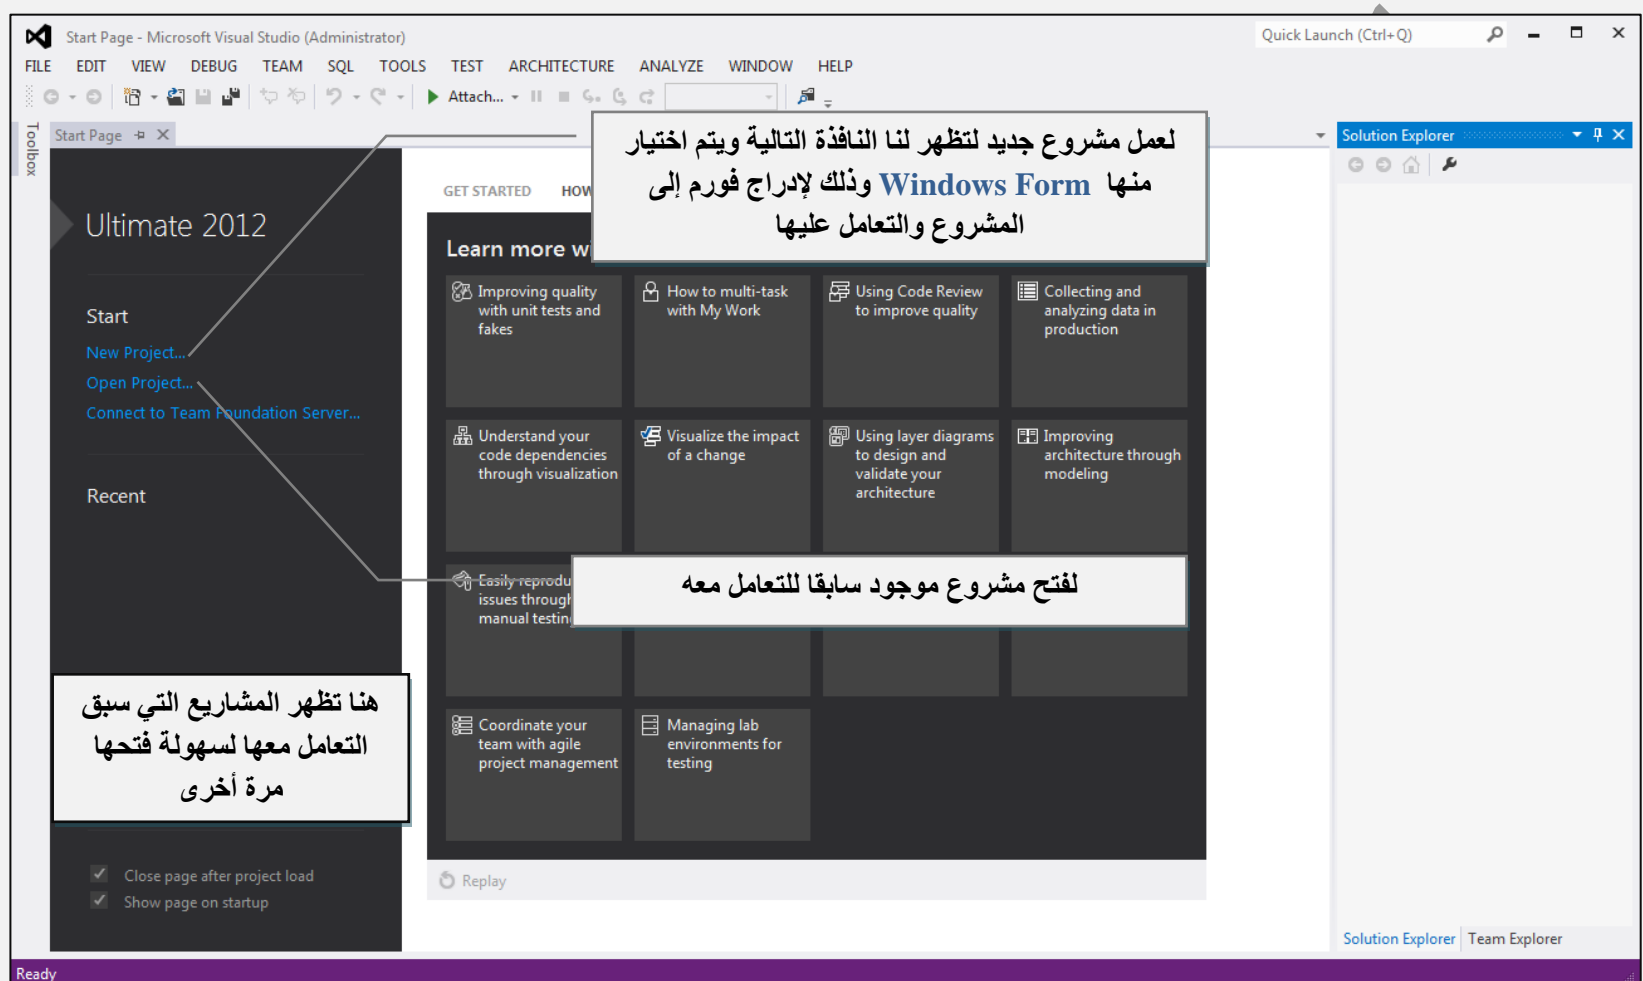 Start Page - Microsoft Visual Studio (Administrator)
Quick Launch (Ctrl+Q)
FILE EDIT VIEW DEBUG TEAM SQL TOOLS TEST ARCHITECTURE ANALYZE WINDOW HELP
Attach...
Toolbox
Start Page
Solution Explorer
لعمل مشروع جديد لتظهر لنا النافذة التالية ويتم اختيار
منها Windows Form وذلك لإدراج فورم إلى
المشروع والتعامل عليها
Ultimate 2012
Start
New Project...
Open Project...
Connect to Team Foundation Server...
Recent
GET STARTED
Learn more
Improving quality
with unit tests and
fakes
How to multi-task
with My Work
Using Code Review
to improve quality
Collecting and
analyzing data in
production
Understand your
code dependencies
through visualization
Visualize the impact
of a change
Using layer diagrams
to design and
validate your
architecture
Improving
architecture through
modeling
Easily
issues through
manual
لفتح مشروع موجود سابقا للتعامل معه
هنا تظهر المشاريع التي سبق
التعامل معها لسهولة فتحها
مرة أخرى
Coordinate your
team with agile
project management
Managing lab
environments for
testing
Close page after project load
Show page on startup
Replay
Solution Explorer
Team Explorer
Ready